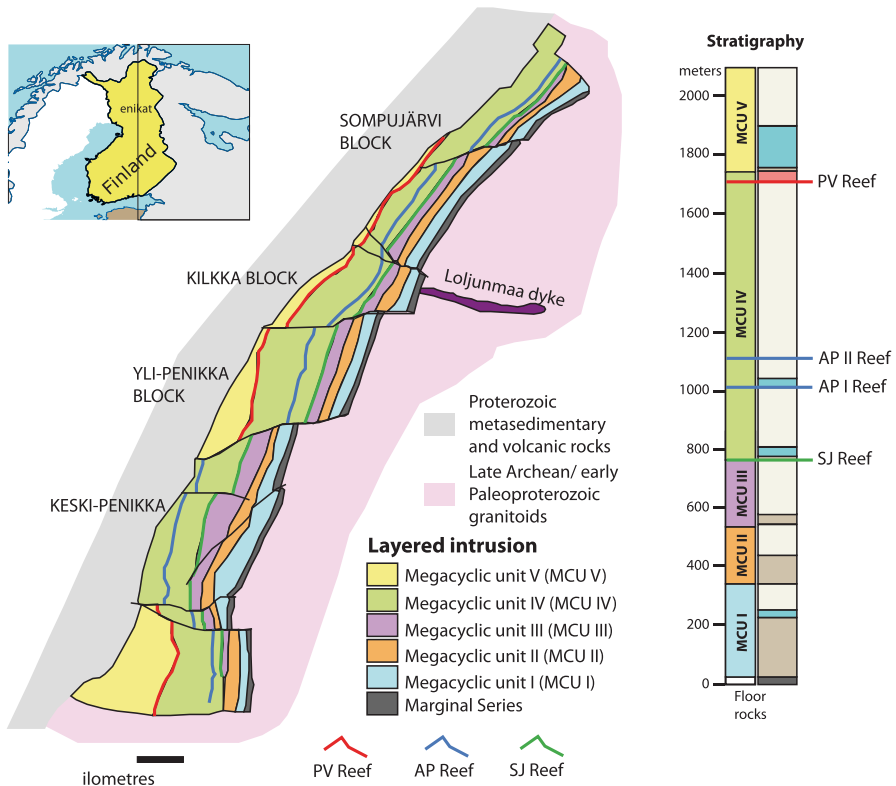 enikat
Finland
SOMPUJÄRVI
BLOCK
KILKKA BLOCK
Loljunmaa dyke
YLI-PENIKKA
BLOCK
KESKI-PENIKKA
Proterozoic
metasedimentary
and volcanic rocks
Late Archean/ early
Paleoproterozoic
granitoids
Layered intrusion
Megacyclic unit V (MCU V)
Megacyclic unit IV (MCU IV)
Megacyclic unit III (MCU III)
Megacyclic unit II (MCU II)
Megacyclic unit I (MCU I)
Marginal Series
ilometres
PV Reef
AP Reef
SJ Reef
Stratigraphy
meters
2000
1800
1600
1400
1200
1000
800
600
400
200
0
MCU V
MCU IV
MCU III
MCU II
MCU I
PV Reef
AP II Reef
AP I Reef
SJ Reef
Floor
rocks